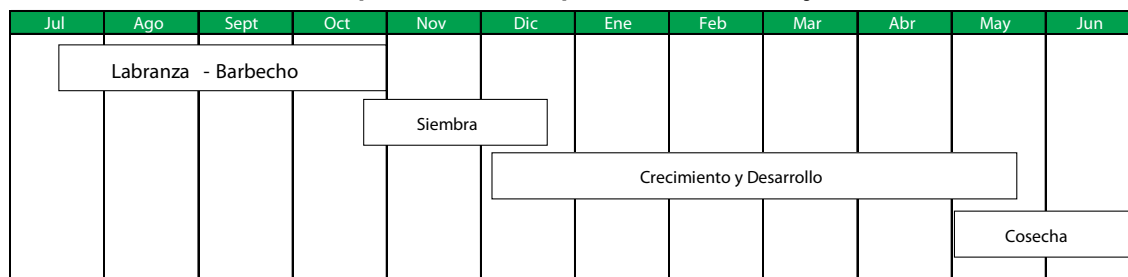 Jul Ago Sept Oct Nov Dic Ene Feb Mar Abr May Jun
Labranza - Barbecho
Siembra
Crecimiento y Desarrollo
Cosecha